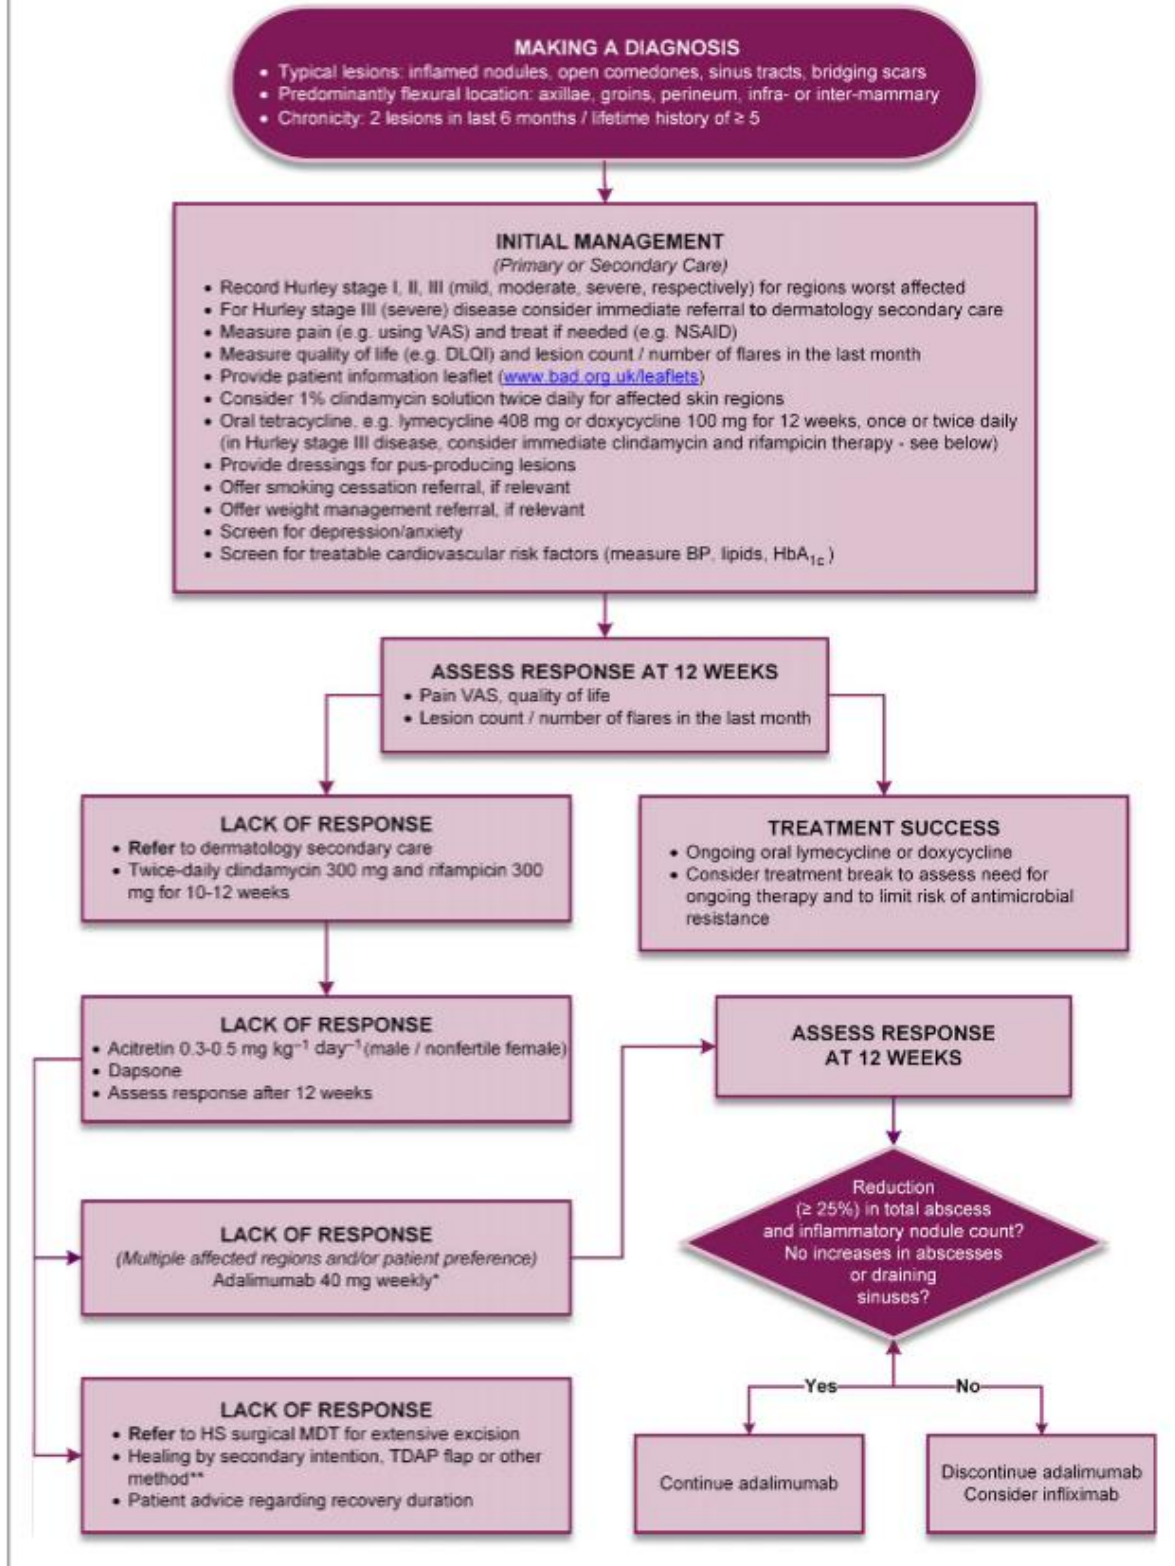 MAKING A DIAGNOSIS
• Typical lesions: inflamed nodules, open comedones, sinus tracts, bridging scars
• Predominantly flexural location: axillae, groins, perineum, infra- or inter-mammary
• Chronicity: 2 lesions in last 6 months / lifetime history of ≥ 5
INITIAL MANAGEMENT
(Primary or Secondary Care)
• Record Hurley stage I, II, III (mild, moderate, severe, respectively) for regions worst affected
• For Hurley stage III (severe) disease consider immediate referral to dermatology secondary care
• Measure pain (e.g. using VAS) and treat if needed (e.g. NSAID)
• Measure quality of life (e.g. DLQI) and lesion count / number of flares in the last month
• Provide patient information leaflet (www.bad.org.uk/leaflets)
• Consider 1% clindamycin solution twice daily for affected skin regions
• Oral tetracycline. e.g. lymecycline 408 mg or doxycycline 100 mg for 12 weeks, once or twice daily
(in Hurley stage III disease, consider immediate clindamycin and rifampicin therapy - see below)
• Provide dressings for pus-producing lesions
• Offer smoking cessation referral, if relevant
• Offer weight management referral, if relevant
• Screen for depression/anxiety
• Screen for treatable cardiovascular risk factors (measure BP, lipids, HbA1c )
ASSESS RESPONSE AT 12 WEEKS
• Pain VAS, quality of life
• Lesion count / number of flares in the last month
LACK OF RESPONSE
• Refer to dermatology secondary care
• Twice-daily clindamycin 300 mg and rifampicin 300
mg for 10-12 weeks
TREATMENT SUCCESS
• Ongoing oral lymecycline or doxycycline
• Consider treatment break to assess need for
ongoing therapy and to limit risk of antimicrobial
resistance
LACK OF RESPONSE
• Acitretin 0.3-0.5 mg kg⁻¹ day⁻¹ (male / nonfertile female)
• Dapsone
• Assess response after 12 weeks
ASSESS RESPONSE
AT 12 WEEKS
LACK OF RESPONSE
(Multiple affected regions and/or patient preference)
Adalimumab 40 mg weekly*
Reduction
(≥ 25%) in total abscess
and inflammatory nodule count?
No increases in abscesses
or draining
sinuses?
Yes
No
LACK OF RESPONSE
• Refer to HS surgical MDT for extensive excision
• Healing by secondary intention, TDAP flap or other
method**
• Patient advice regarding recovery duration
Continue adalimumab
Discontinue adalimumab
Consider infliximab